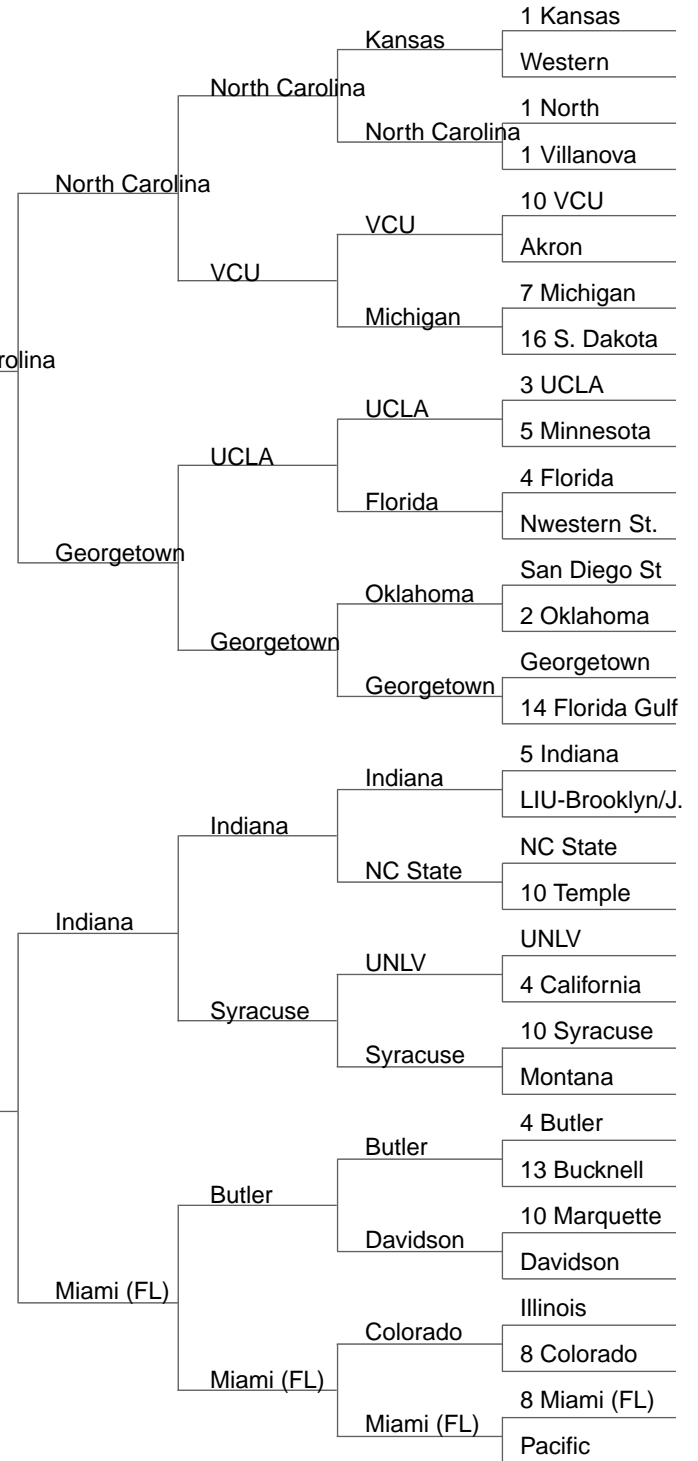 1 Kansas
Kansas
Western
North Carolina
1 North
North Carolina
1 Villanova
North Carolina
10 VCU
VCU
Akron
VCU
7 Michigan
Michigan
16 S. Dakota
rolina
3 UCLA
UCLA
5 Minnesota
UCLA
4 Florida
Florida
Nwestern St.
Georgetown
San Diego St
Oklahoma
2 Oklahoma
Georgetown
Georgetown
Georgetown
14 Florida Gulf
5 Indiana
Indiana
LIU-Brooklyn/J.
Indiana
NC State
NC State
10 Temple
Indiana
UNLV
UNLV
4 California
Syracuse
10 Syracuse
Syracuse
Montana
4 Butler
Butler
13 Bucknell
Butler
10 Marquette
Davidson
Davidson
Miami (FL)
Illinois
Colorado
8 Colorado
Miami (FL)
8 Miami (FL)
Miami (FL)
Pacific